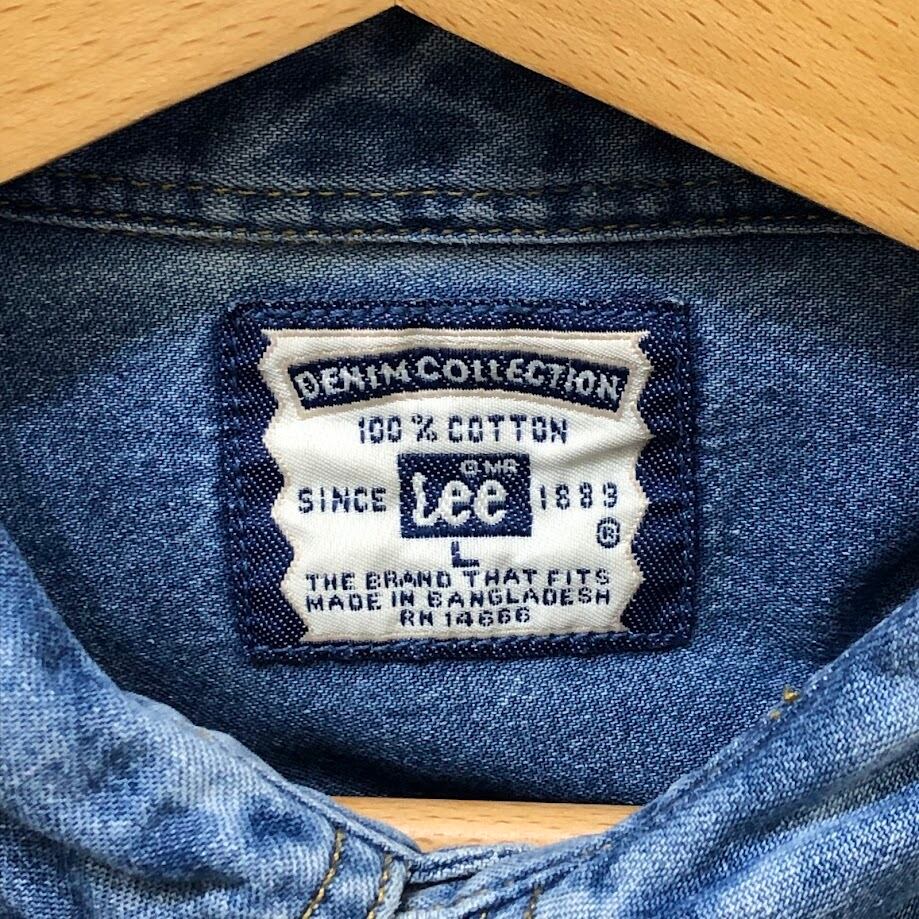 DENIM COLLECTION
100 % COTTON
® MR
SINCE Lee 1889
®
L
THE BRAND THAT FITS
MADE IN BANGLADESH
RN 14666